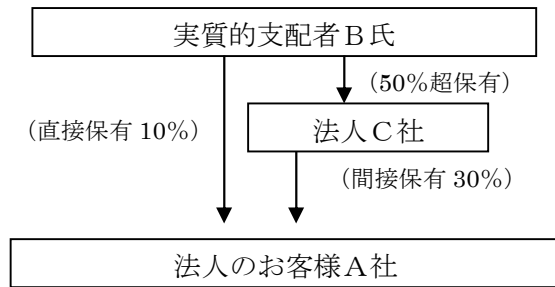 実質的支配者Ｂ氏
（50％超保有）
（直接保有 10％）
法人Ｃ社
（間接保有 30％）
法人のお客様Ａ社